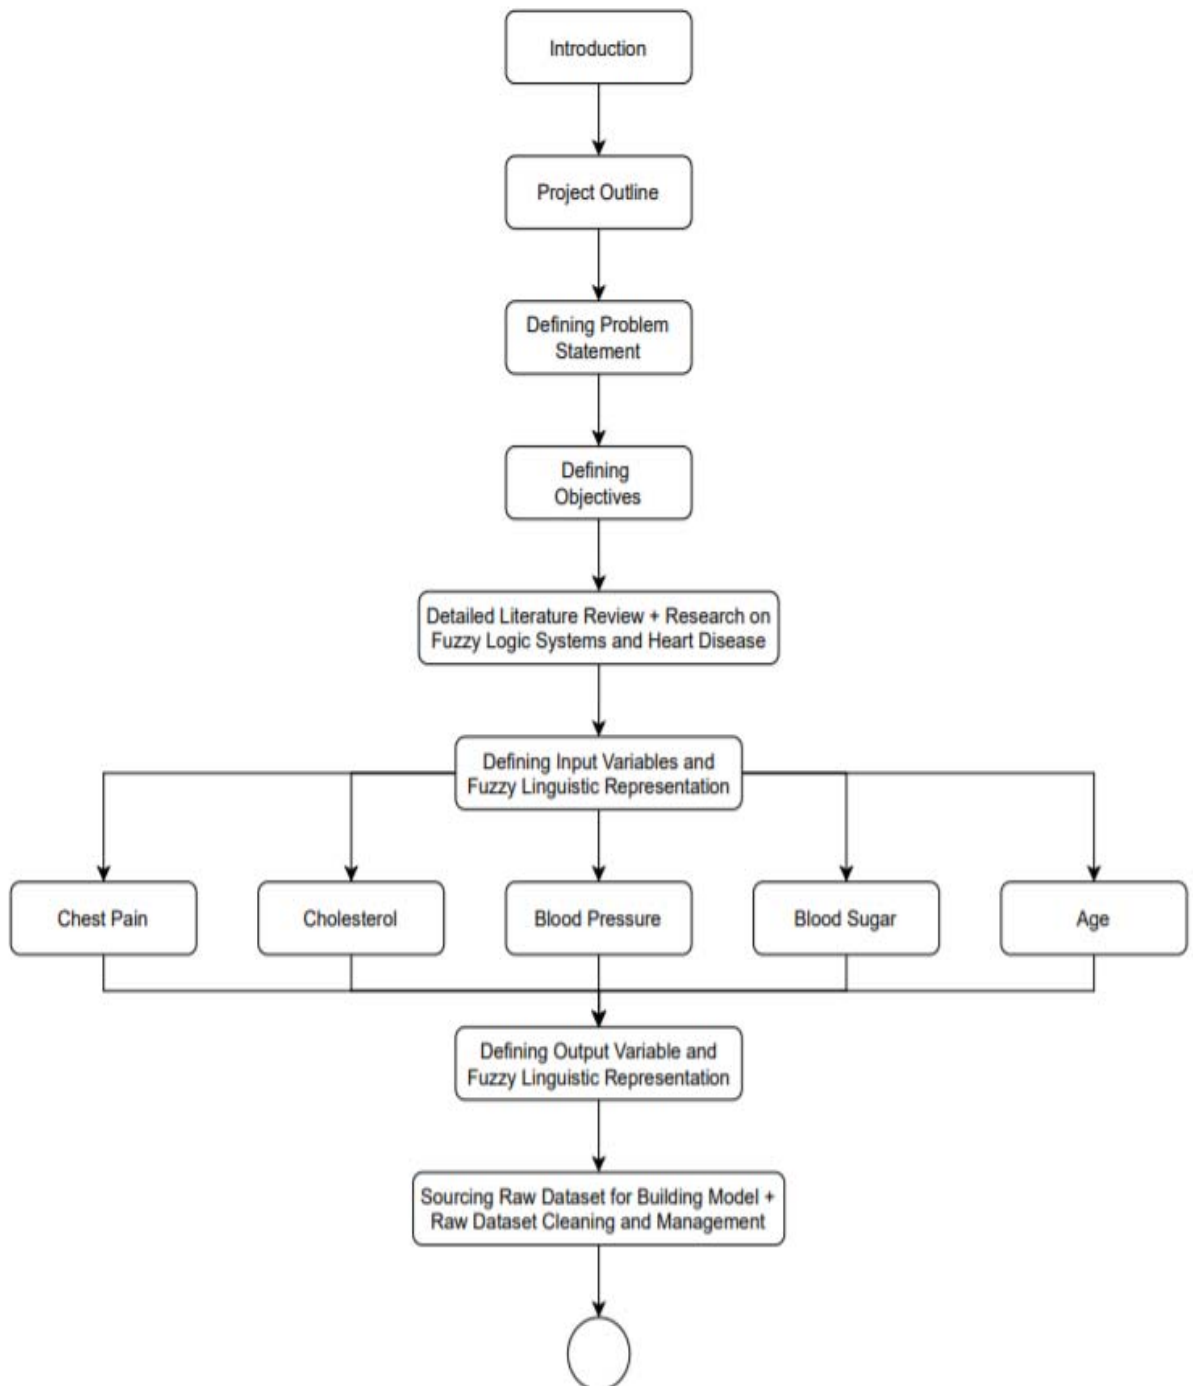 Introduction
Project Outline
Defining Problem
Statement
Defining
Objectives
Detailed Literature Review + Research on
Fuzzy Logic Systems and Heart Disease
Defining Input Variables and
Fuzzy Linguistic Representation
Chest Pain
Cholesterol
Blood Pressure
Blood Sugar
Age
Defining Output Variable and
Fuzzy Linguistic Representation
Sourcing Raw Dataset for Building Model +
Raw Dataset Cleaning and Management